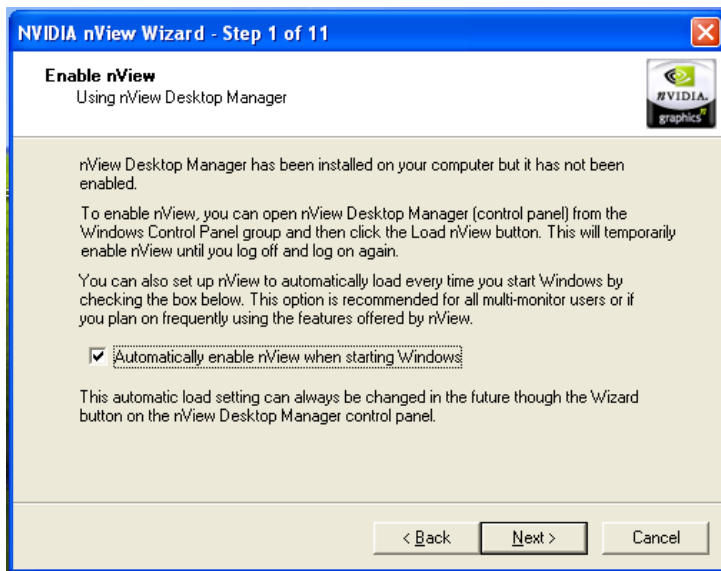 NVIDIA nView Wizard - Step 1 of 11
Enable nView
Using nView Desktop Manager
nVIDIA.
graphics
nView Desktop Manager has been installed on your computer but it has not been
enabled.
To enable nView, you can open nView Desktop Manager (control panel) from the
Windows Control Panel group and then click the Load nView button. This will temporarily
enable nView until you log off and log on again.
You can also set up nView to automatically load every time you start Windows by
checking the box below. This option is recommended for all multi-monitor users or if
you plan on frequently using the features offered by nView.
Automatically enable nView when starting Windows
This automatic load setting can always be changed in the future though the Wizard
button on the nView Desktop Manager control panel.
< Back
Next >
Cancel